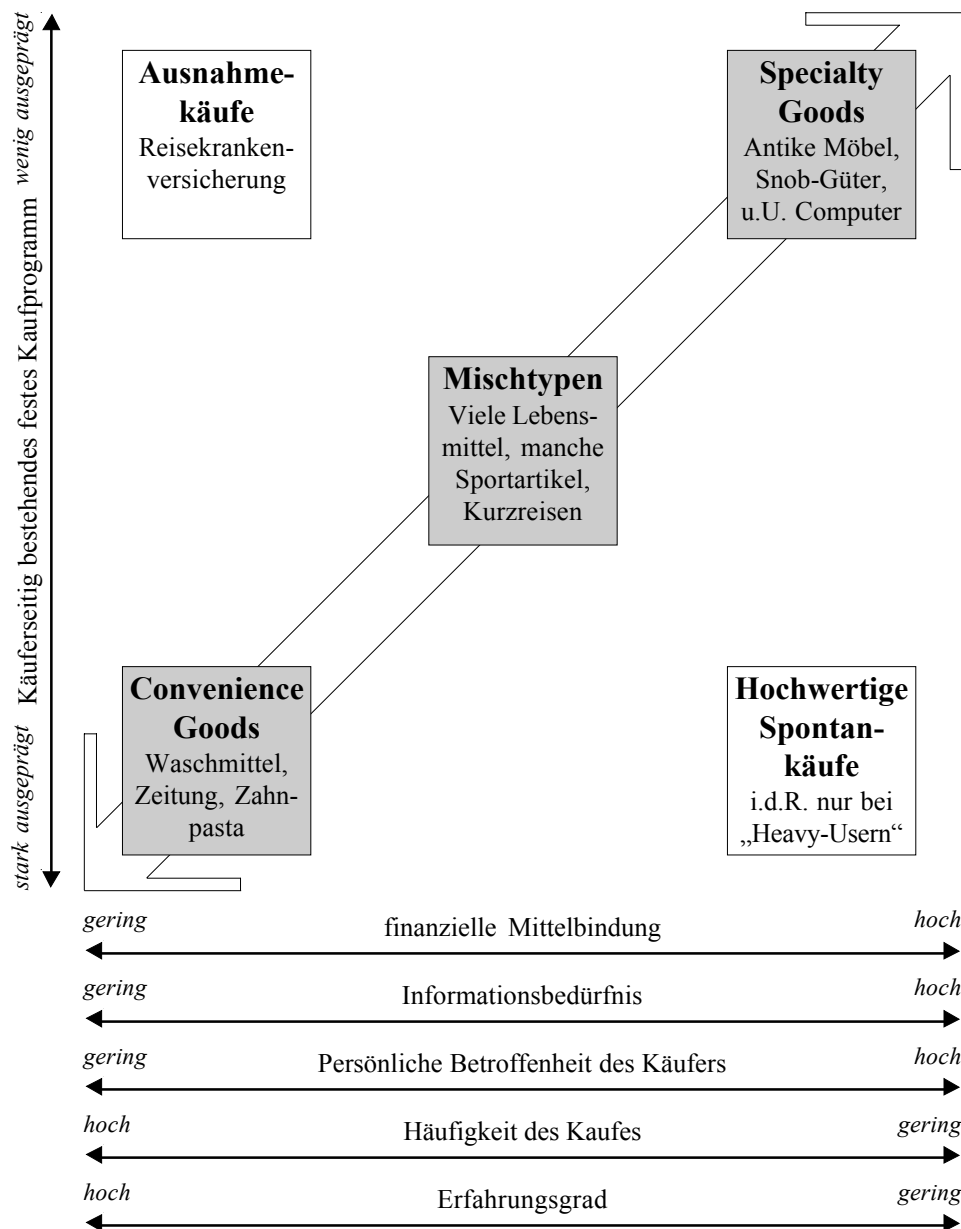 wenig ausgeprägt
Käuferseitig bestehendes festes Kaufprogramm
stark ausgeprägt
Ausnahme-
käufe
Reisekranken-
versicherung
Specialty
Goods
Antike Möbel,
Snob-Güter,
u.U. Computer
Mischtypen
Viele Lebens-
mittel, manche
Sportartikel,
Kurzreisen
Convenience
Goods
Waschmittel,
Zeitung, Zahn-
pasta
Hochwertige
Spontan-
käufe
i.d.R. nur bei
„Heavy-Usern“
gering finanzielle Mittelbindung hoch
gering Informationsbedürfnis hoch
gering Persönliche Betroffenheit des Käufers hoch
hoch Häufigkeit des Kaufes gering
hoch Erfahrungsgrad gering